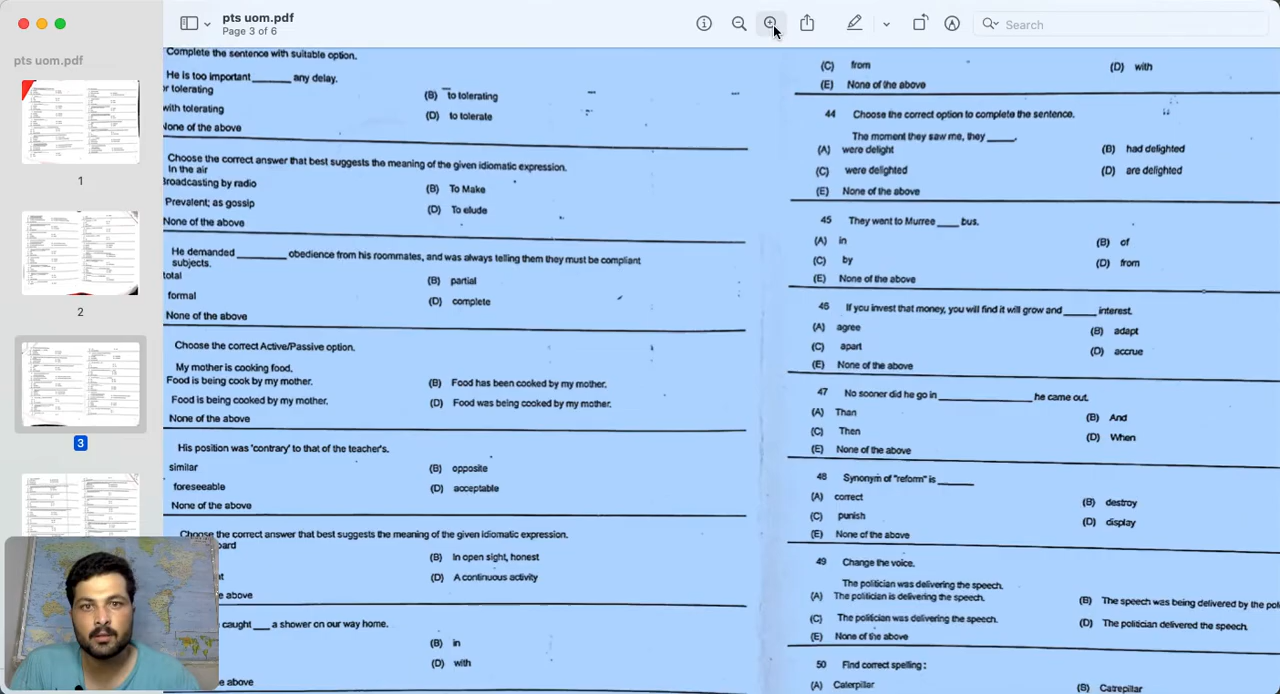 pts uom.pdf
Page 3 of 6
Search
pts uom.pdf
1
2
3
Complete the sentence with suitable option.
He is too important ______ any delay.
r tolerating
(B) to tolerating
with tolerating
(D) to tolerate
None of the above
Choose the correct answer that best suggests the meaning of the given idiomatic expression.
In the air
Broadcasting by radio
(B) To Make
Prevalent; as gossip
(D) To elude
None of the above
He demanded ________ obedience from his roommates, and was always telling them they must be compliant
subjects.
total
(B) partial
formal
(D) complete
None of the above
Choose the correct Active/Passive option.
My mother is cooking food.
Food is being cook by my mother.
(B) Food has been cooked by my mother.
Food is being cooked by my mother.
(D) Food was being cooked by my mother.
None of the above
His position was 'contrary' to that of the teacher's.
similar
(B) opposite
foreseeable
(D) acceptable
None of the above
Choose the correct answer that best suggests the meaning of the given idiomatic expression.
oard
(B) In open sight, honest
t
(D) A continuous activity
e above
caught ___ a shower on our way home.
(B) in
(D) with
e above
(C) from
(D) with
(E) None of the above
44 Choose the correct option to complete the sentence.
The moment they saw me, they _____.
(A) were delight
(B) had delighted
(C) were delighted
(D) are delighted
(E) None of the above
45 They went to Murree ____ bus.
(A) in
(B) of
(C) by
(D) from
(E) None of the above
46 If you invest that money, you will find it will grow and ______ interest.
(A) agree
(B) adapt
(C) apart
(D) accrue
(E) None of the above
47 No sooner did he go in ________________ he came out.
(A) Than
(B) And
(C) Then
(D) When
(E) None of the above
48 Synonym of "reform" is ______
(A) correct
(B) destroy
(C) punish
(D) display
(E) None of the above
49 Change the voice.
The politician was delivering the speech.
(A) The politician is delivering the speech.
(B) The speech was being delivered by the pol
(C) The politician was delivering the speech.
(D) The politician delivered the speech.
(E) None of the above
50 Find correct spelling :
(A) Caterpillar
(B) Catrepillar